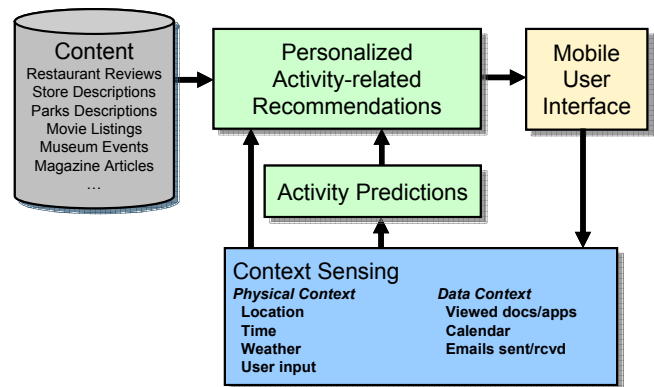 Content
Restaurant Reviews
Store Descriptions
Parks Descriptions
Movie Listings
Museum Events
Magazine Articles
...
Personalized
Activity-related
Recommendations
Mobile
User
Interface
Activity Predictions
Context Sensing
Physical Context
Location
Time
Weather
User input
Data Context
Viewed docs/apps
Calendar
Emails sent/rcvd